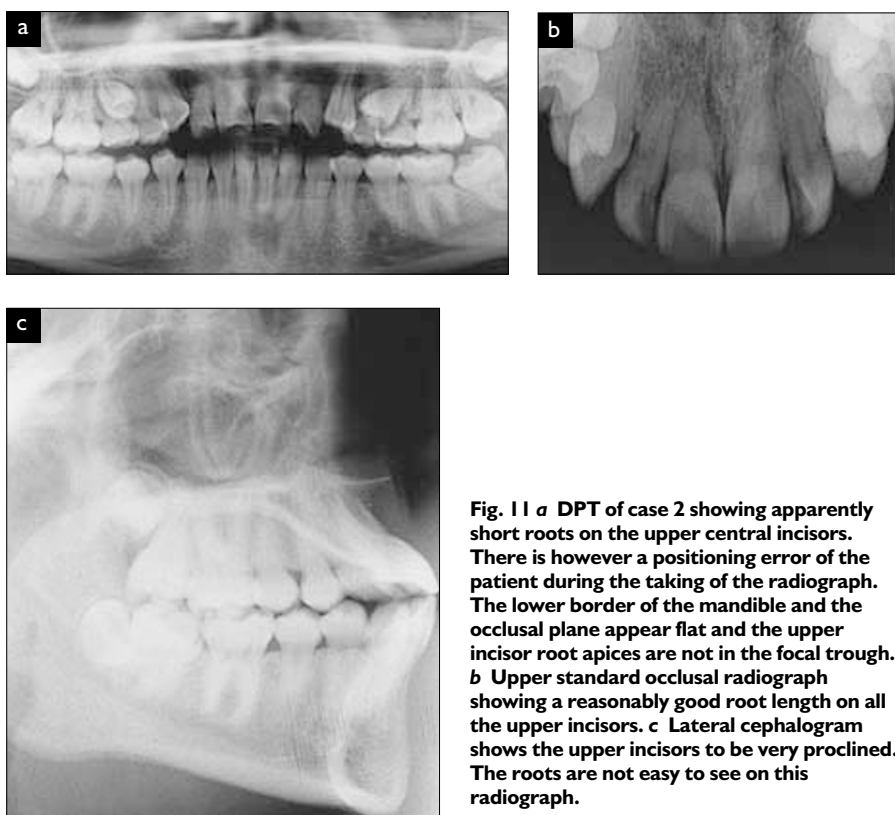 a
b
c
Fig. 11 a DPT of case 2 showing apparently
short roots on the upper central incisors.
There is however a positioning error of the
patient during the taking of the radiograph.
The lower border of the mandible and the
occlusal plane appear flat and the upper
incisor root apices are not in the focal trough.
b Upper standard occlusal radiograph
showing a reasonably good root length on all
the upper incisors. c Lateral cephalogram
shows the upper incisors to be very proclined.
The roots are not easy to see on this
radiograph.